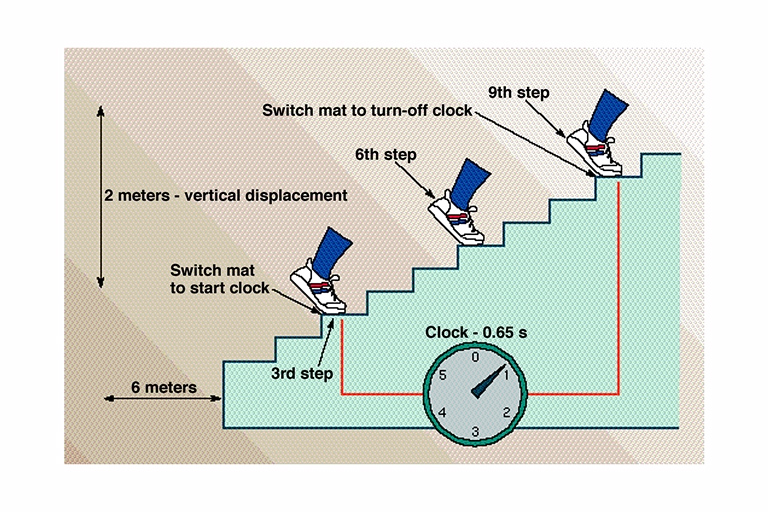 9th step
Switch mat to turn-off clock
6th step
2 meters - vertical displacement
Switch mat
to start clock
Clock - 0.65 s
3rd step
6 meters
0
1
2
3
4
5